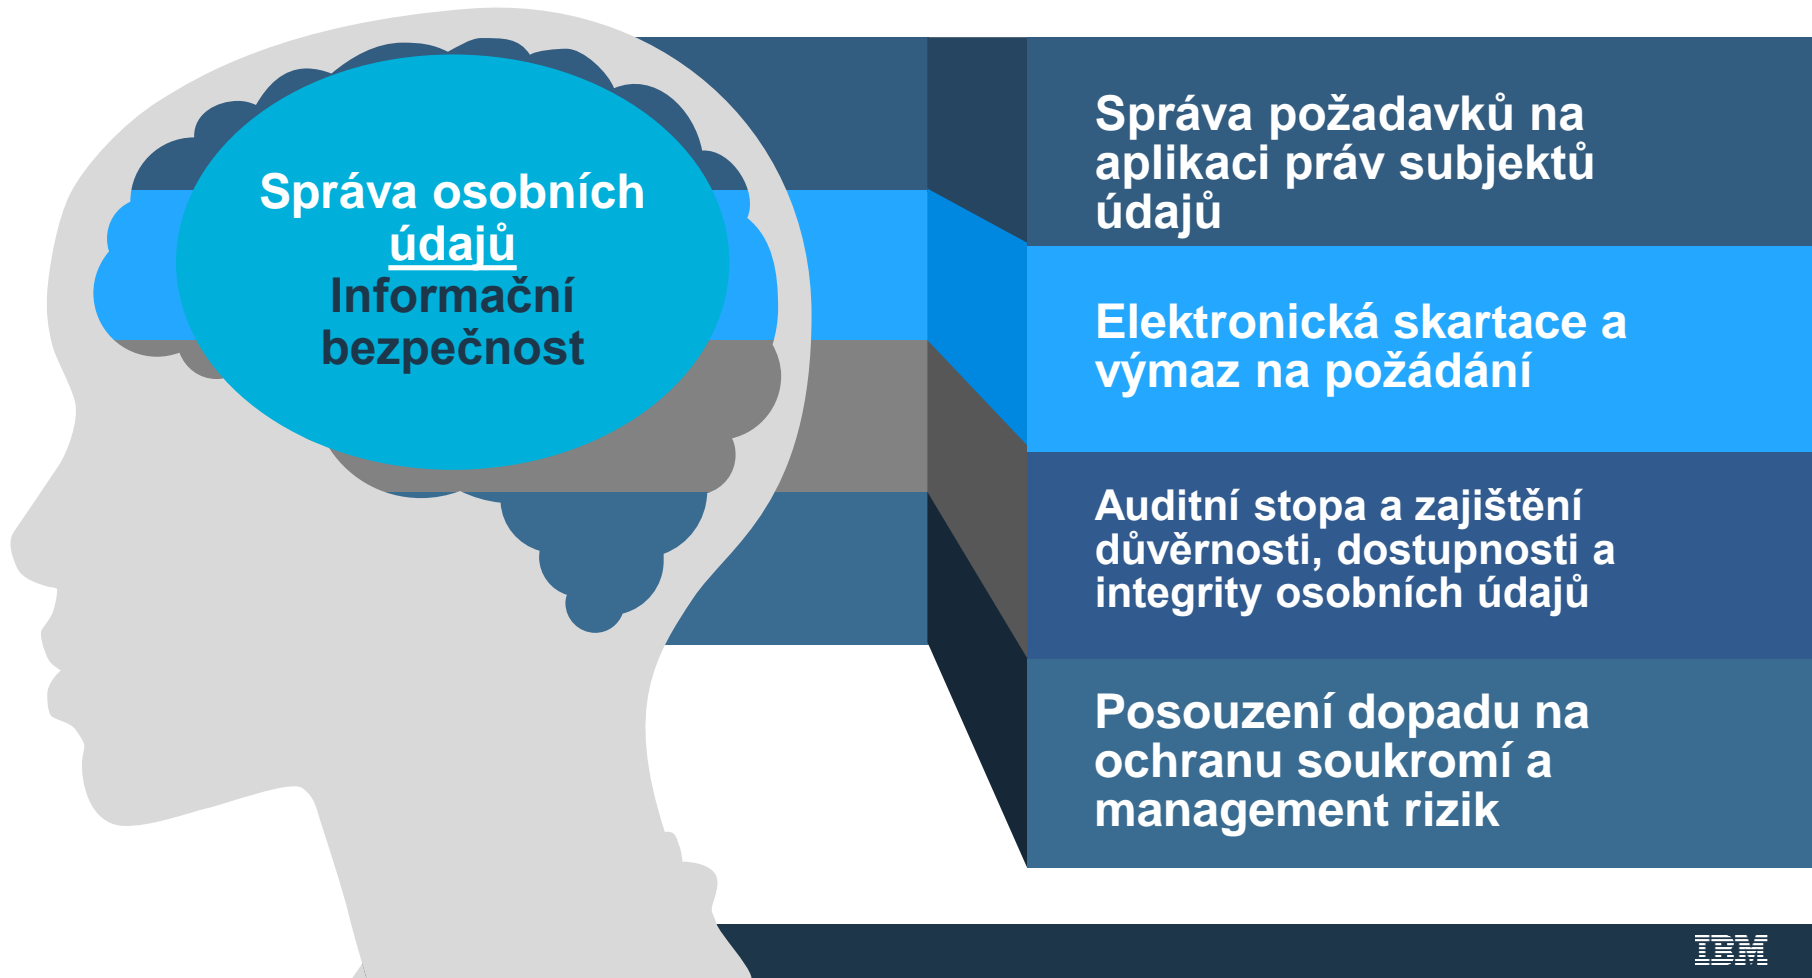 Správa osobních
údajů
Informační
bezpečnost
Správa požadavků na
aplikaci práv subjektů
údajů
Elektronická skartace a
výmaz na požádání
Auditní stopa a zajištění
důvěrnosti, dostupnosti a
integrity osobních údajů
Posouzení dopadu na
ochranu soukromí a
management rizik
IBM